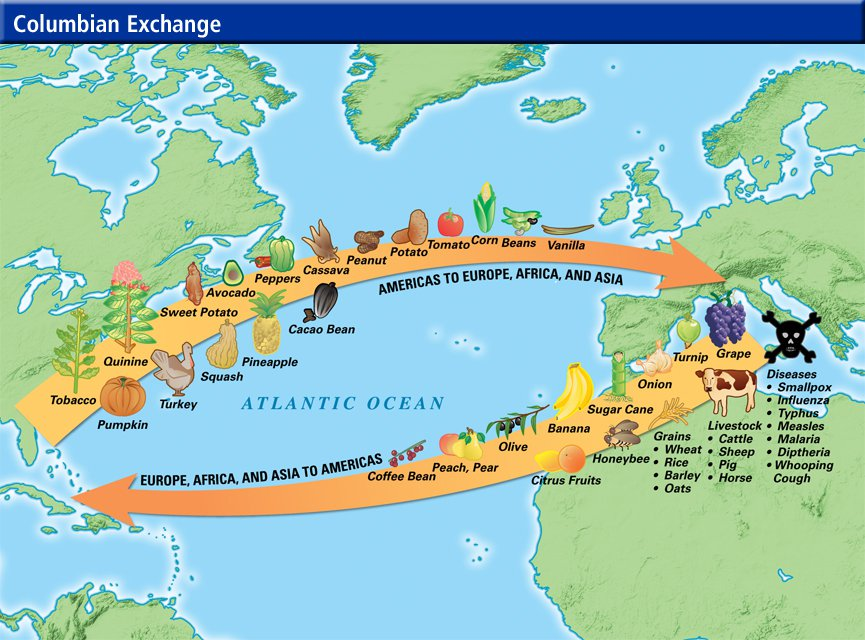 Columbian Exchange
Tobacco
Quinine
Pumpkin
Sweet Potato
Turkey
Avocado
Squash
Peppers
Pineapple
Cassava
Cacao Bean
Peanut
Potato
Tomato
Corn
Beans
Vanilla
AMERICAS TO EUROPE, AFRICA, AND ASIA
ATLANTIC OCEAN
EUROPE, AFRICA, AND ASIA TO AMERICAS
Coffee Bean
Peach, Pear
Olive
Citrus Fruits
Banana
Honeybee
Sugar Cane
Onion
Turnip
Grape
Grains
• Wheat
• Rice
• Barley
• Oats
Livestock
• Cattle
• Sheep
• Pig
• Horse
Diseases
• Smallpox
• Influenza
• Typhus
• Measles
• Malaria
• Diptheria
• Whooping
Cough